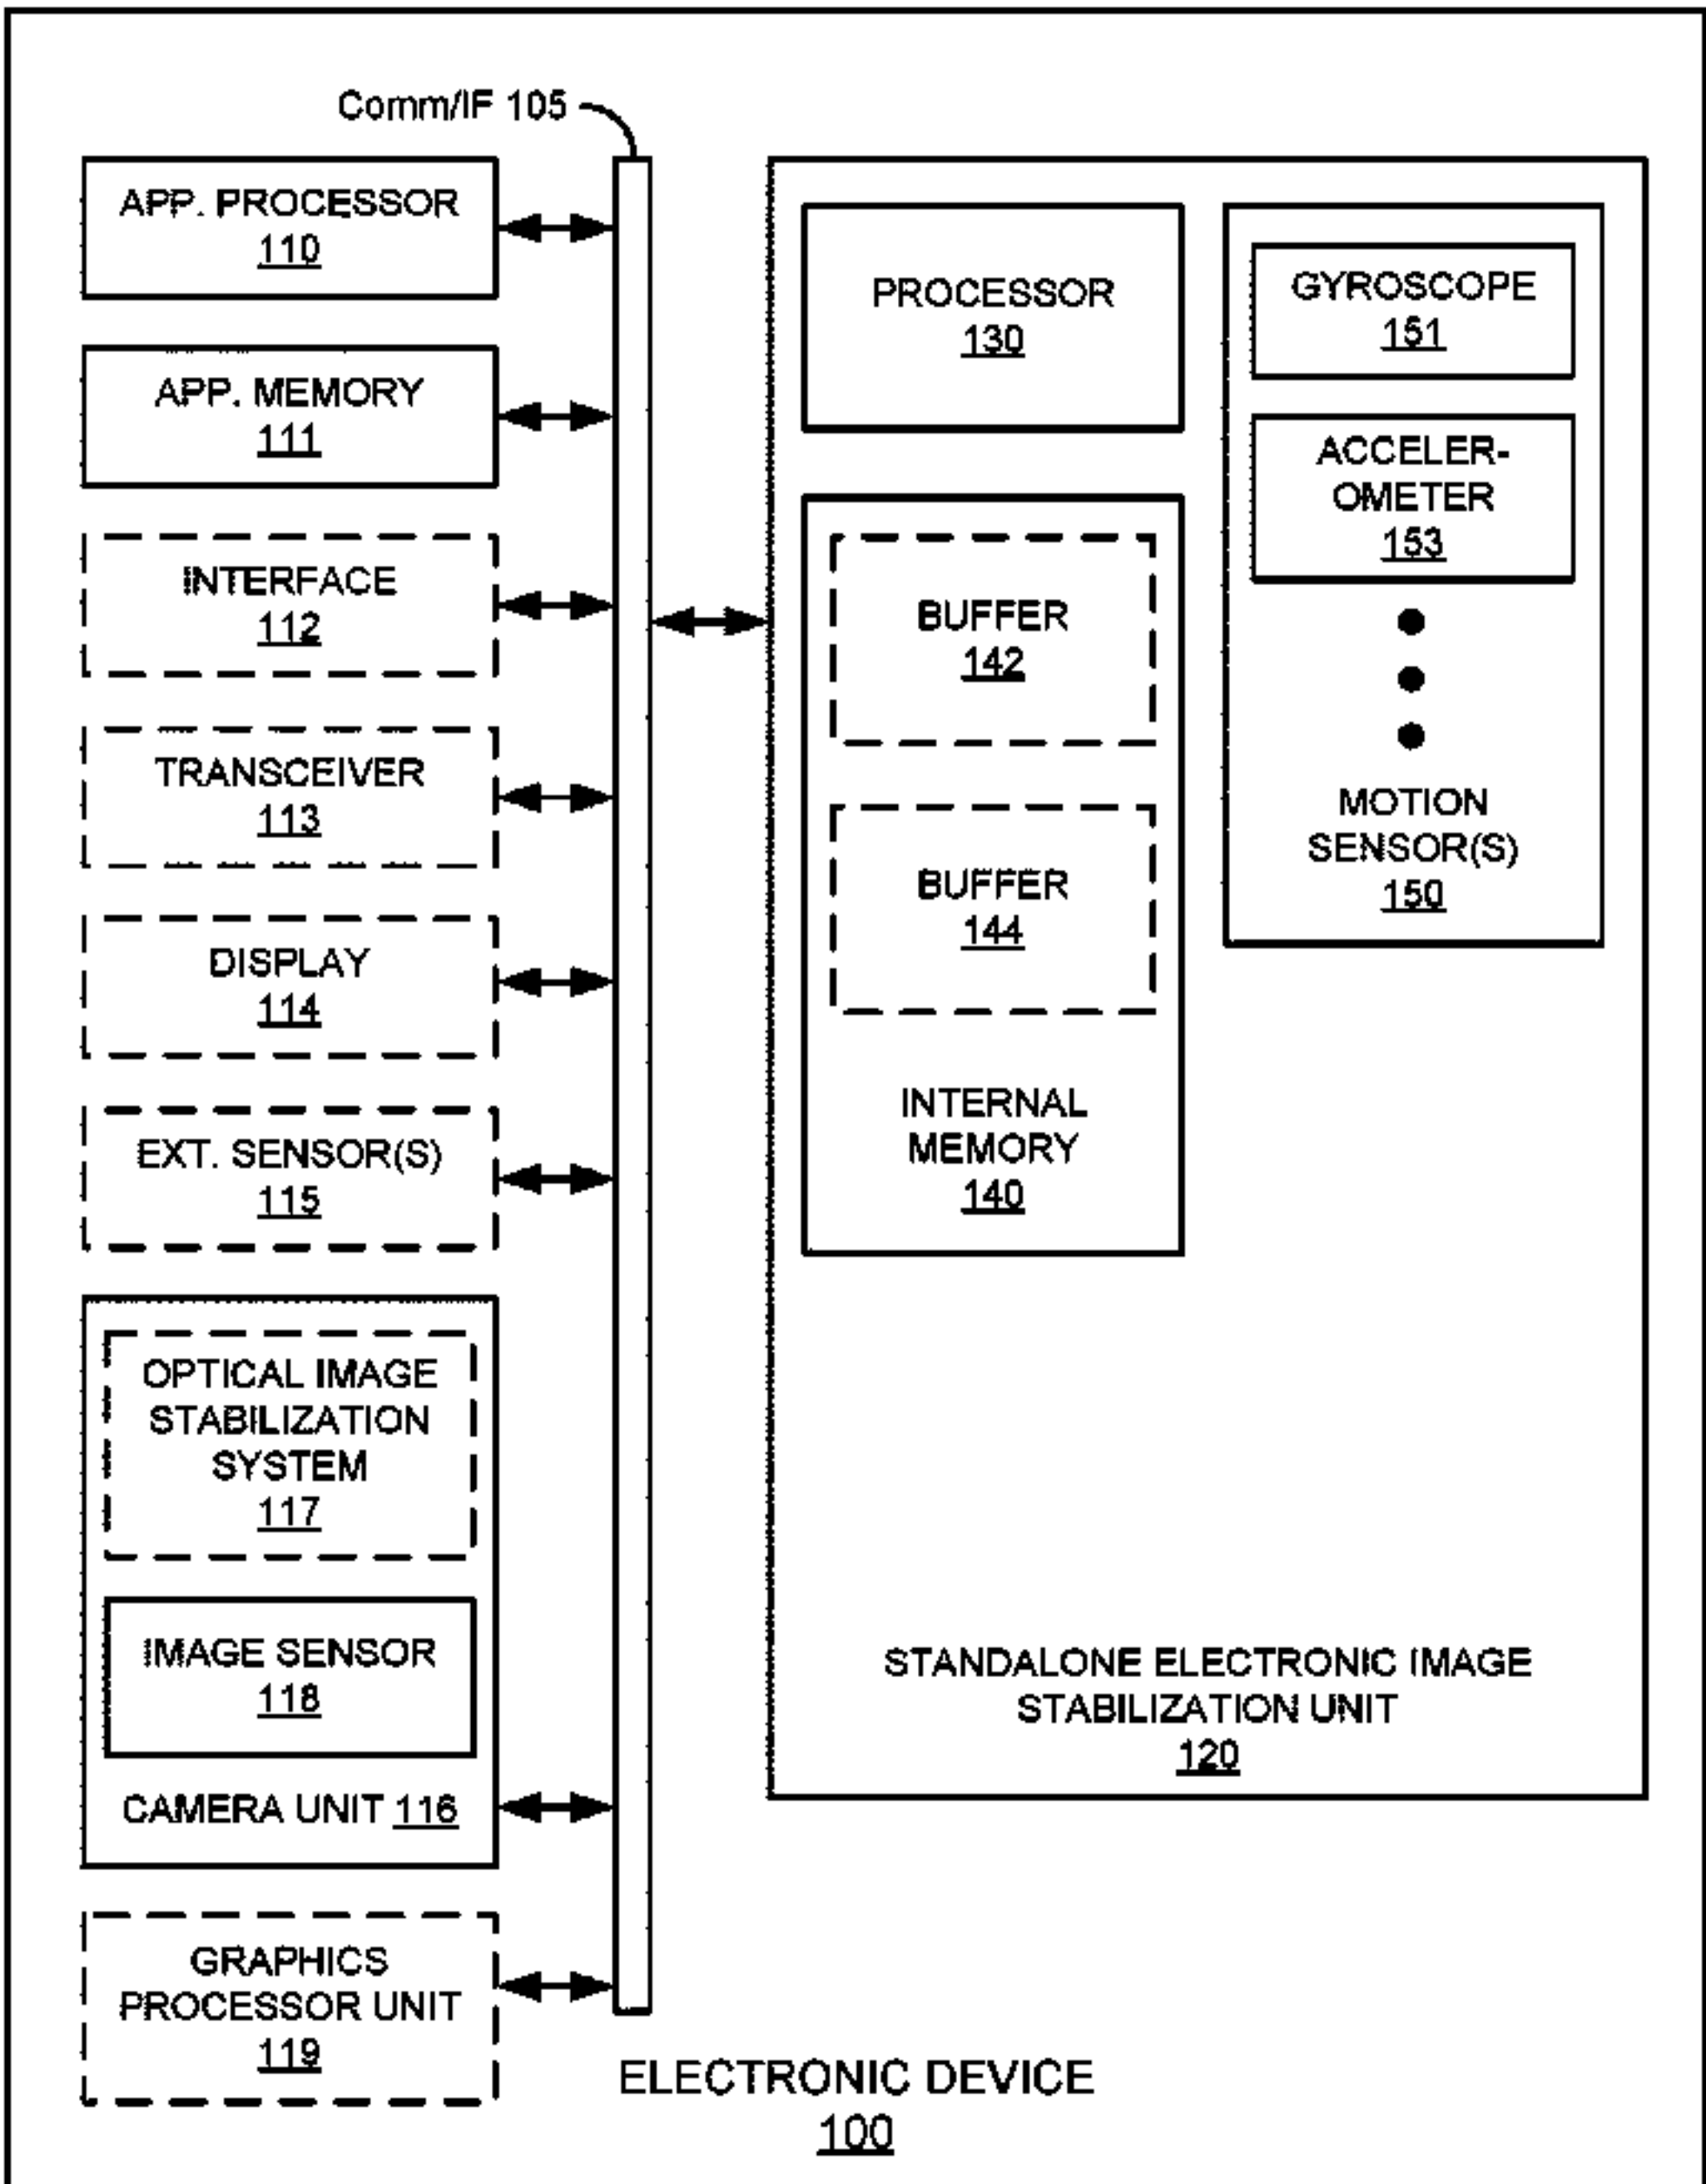 Comm/IF 105
APP. PROCESSOR
110
APP. MEMORY
111
INTERFACE
112
TRANSCEIVER
113
DISPLAY
114
EXT. SENSOR(S)
115
OPTICAL IMAGE
STABILIZATION
SYSTEM
117
IMAGE SENSOR
118
CAMERA UNIT 116
GRAPHICS
PROCESSOR UNIT
119
PROCESSOR
130
BUFFER
142
BUFFER
144
INTERNAL
MEMORY
140
GYROSCOPE
151
ACCELER-
OMETER
153
MOTION
SENSOR(S)
150
STANDALONE ELECTRONIC IMAGE
STABILIZATION UNIT
120
ELECTRONIC DEVICE
100